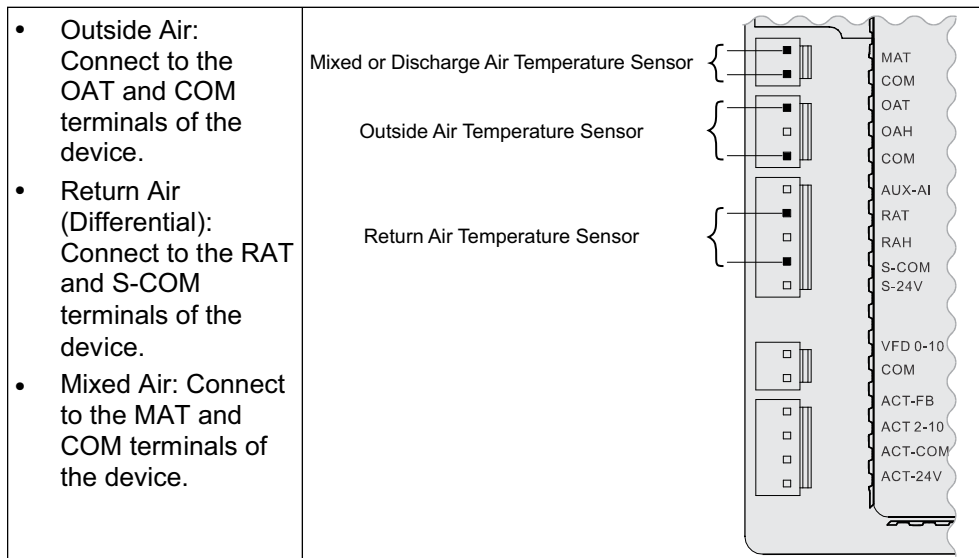 • Outside Air:
Connect to the
OAT and COM
terminals of the
device.
• Return Air
(Differential):
Connect to the RAT
and S-COM
terminals of the
device.
• Mixed Air: Connect
to the MAT and
COM terminals of
the device.
Mixed or Discharge Air Temperature Sensor
Outside Air Temperature Sensor
Return Air Temperature Sensor
MAT
COM
OAT
OAH
COM
AUX-AI
RAT
RAH
S-COM
S-24V
VFD 0-10
COM
ACT-FB
ACT 2-10
ACT-COM
ACT-24V